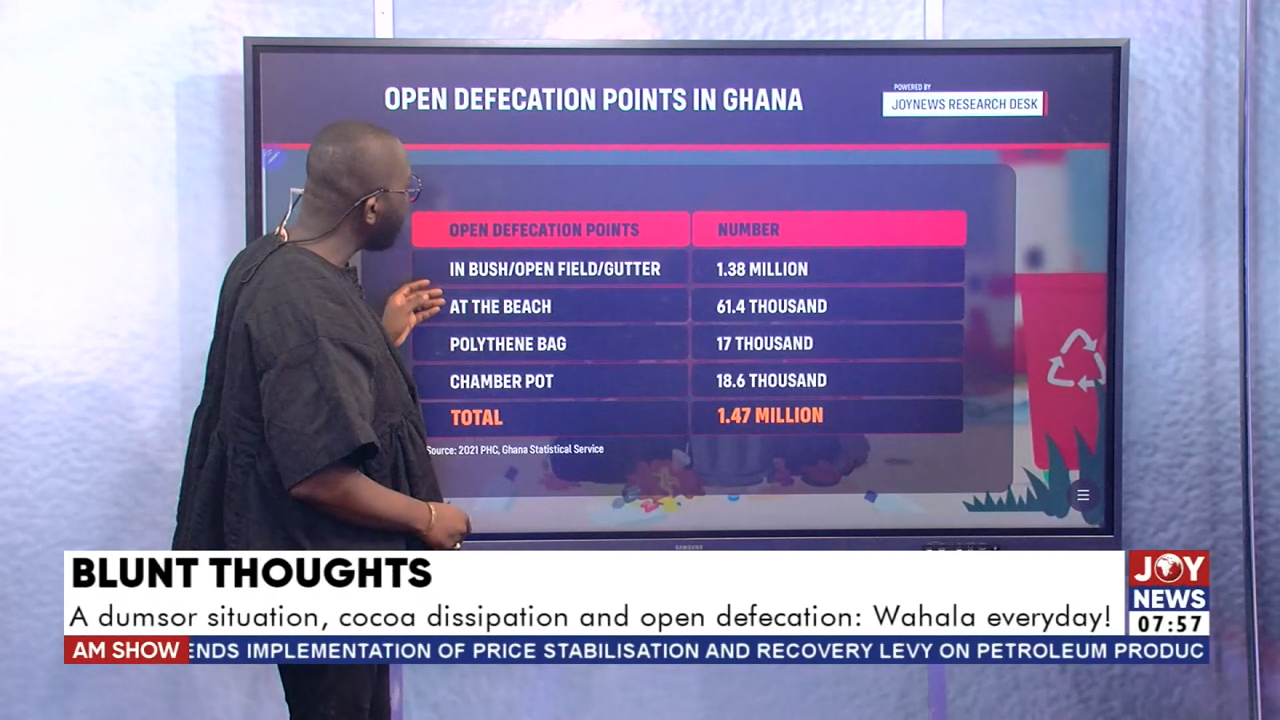 OPEN DEFECATION POINTS IN GHANA
POWERED BY
JOYNEWS RESEARCH DESK
OPEN DEFECATION POINTS NUMBER
IN BUSH/OPEN FIELD/GUTTER 1.38 MILLION
AT THE BEACH 61.4 THOUSAND
POLYTHENE BAG 17 THOUSAND
CHAMBER POT 18.6 THOUSAND
TOTAL 1.47 MILLION
Source: 2021 PHC, Ghana Statistical Service
SAMSUNG
BLUNT THOUGHTS
A dumsor situation, cocoa dissipation and open defecation: Wahala everyday!
JOY
NEWS
07:57
AM SHOW ENDS IMPLEMENTATION OF PRICE STABILISATION AND RECOVERY LEVY ON PETROLEUM PRODUC